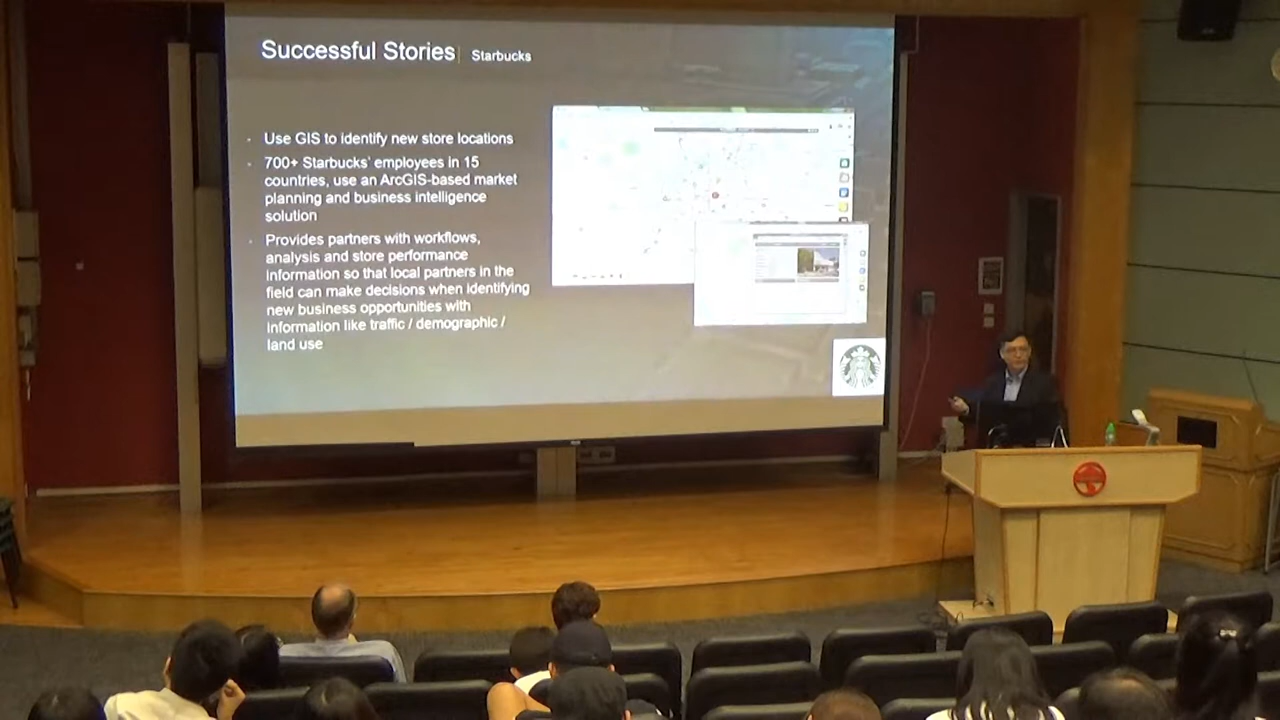 Successful Stories Starbucks
Use GIS to identify new store locations
700+ Starbucks' employees in 15
countries, use an ArcGIS-based market
planning and business intelligence
solution
Provides partners with workflows,
analysis and store performance
information so that local partners in the
field can make decisions when identifying
new business opportunities with
information like traffic / demographic /
land use